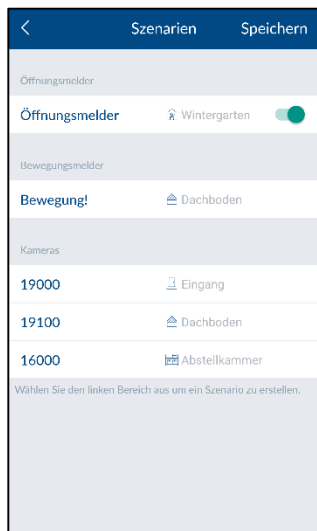 Szenarien Speichern
Öffnungsmelder
Öffnungsmelder Wintergarten
Bewegungsmelder
Bewegung! Dachboden
Kameras
19000 Eingang
19100 Dachboden
16000 Abstellkammer
Wählen Sie den linken Bereich aus um ein Szenario zu erstellen.